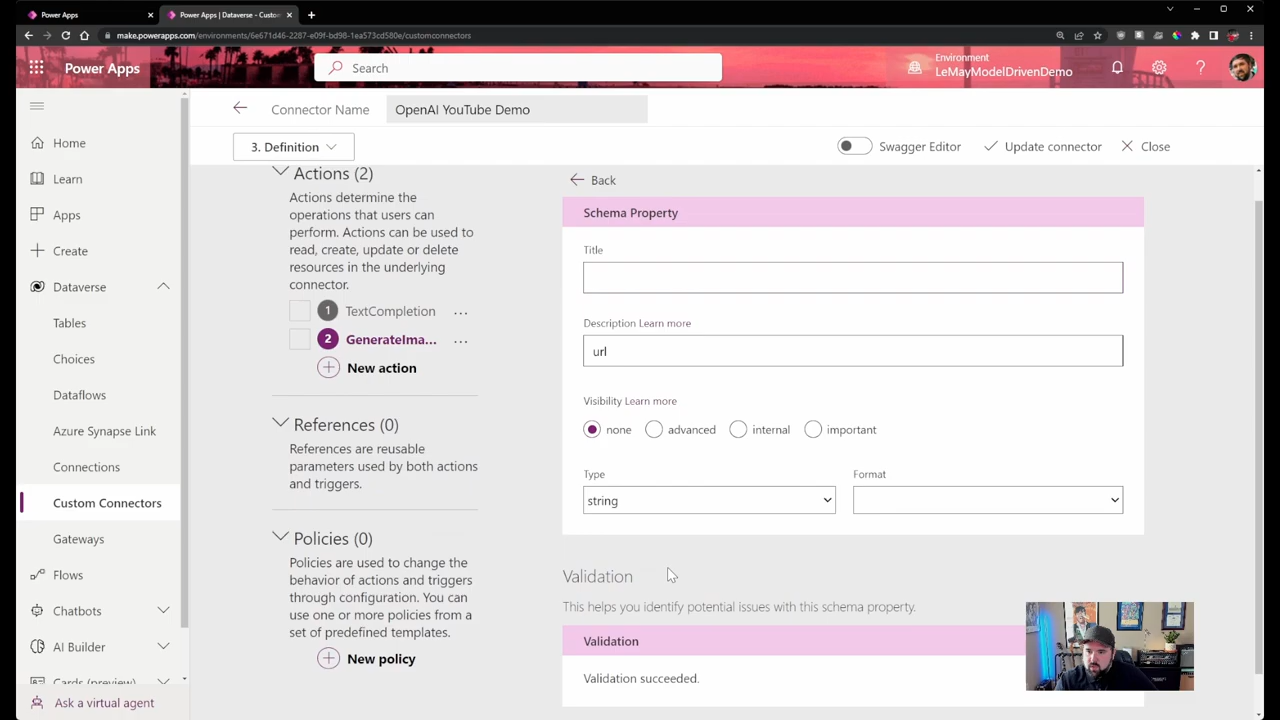 Power Apps
Power Apps | Dataverse - Custom
make.powerapps.com/environments/6e671d46-2287-e09f-bd98-1ea573cd580e/customconnectors
Power Apps
Search
Environment
LeMayModelDrivenDemo
Home
Learn
Apps
Create
Dataverse
Tables
Choices
Dataflows
Azure Synapse Link
Connections
Custom Connectors
Gateways
Flows
Chatbots
AI Builder
Cards (preview)
Ask a virtual agent
Connector Name
OpenAI YouTube Demo
3. Definition
Swagger Editor
Update connector
Close
Actions (2)
Actions determine the
operations that users can
perform. Actions can be used to
read, create, update or delete
resources in the underlying
connector.
1 TextCompletion ...
2 GenerateIma... ...
New action
References (0)
References are reusable
parameters used by both actions
and triggers.
Policies (0)
Policies are used to change the
behavior of actions and triggers
through configuration. You can
use one or more policies from a
set of predefined templates.
New policy
Back
Schema Property
Title
Description Learn more
url
Visibility Learn more
none advanced internal important
Type
string
Format
Validation
This helps you identify potential issues with this schema property.
Validation
Validation succeeded.